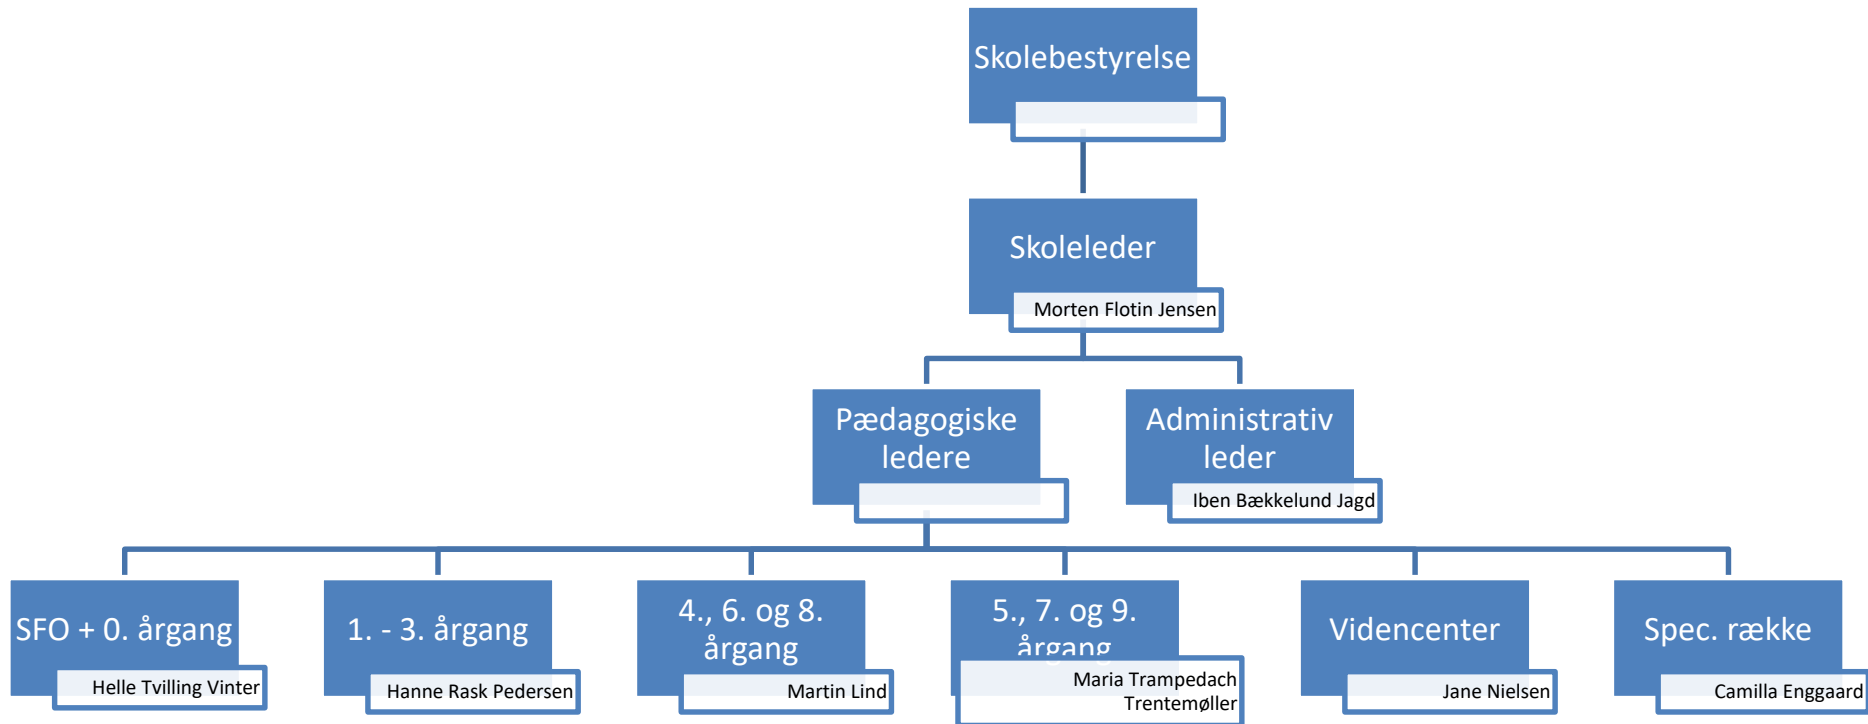 Skolebestyrelse
Skoleleder
Morten Flotin Jensen
Pædagogiske
ledere
Administrativ
leder
Iben Bækkelund Jagd
SFO + 0. årgang
Helle Tvilling Vinter
1. - 3. årgang
Hanne Rask Pedersen
4., 6. og 8.
årgang
Martin Lind
5., 7. og 9.
årgang
Maria Trampedach
Trentemøller
Videncenter
Jane Nielsen
Spec. række
Camilla Enggaard